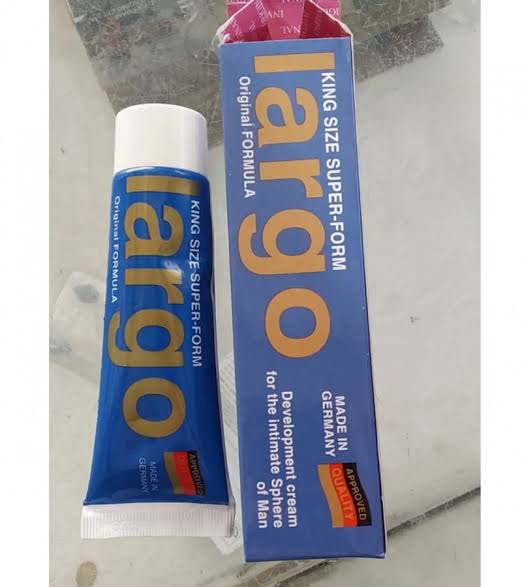 largo
KING SIZE SUPER-FORM
Original FORMULA
MADE IN
GERMANY
APPROVED
QUALITY
Development cream
for the intimate Sphere
of Man
largo
KING SIZE SUPER-FORM
Original FORMULA
MADE IN
GERMANY
APPROVED
QUALITY